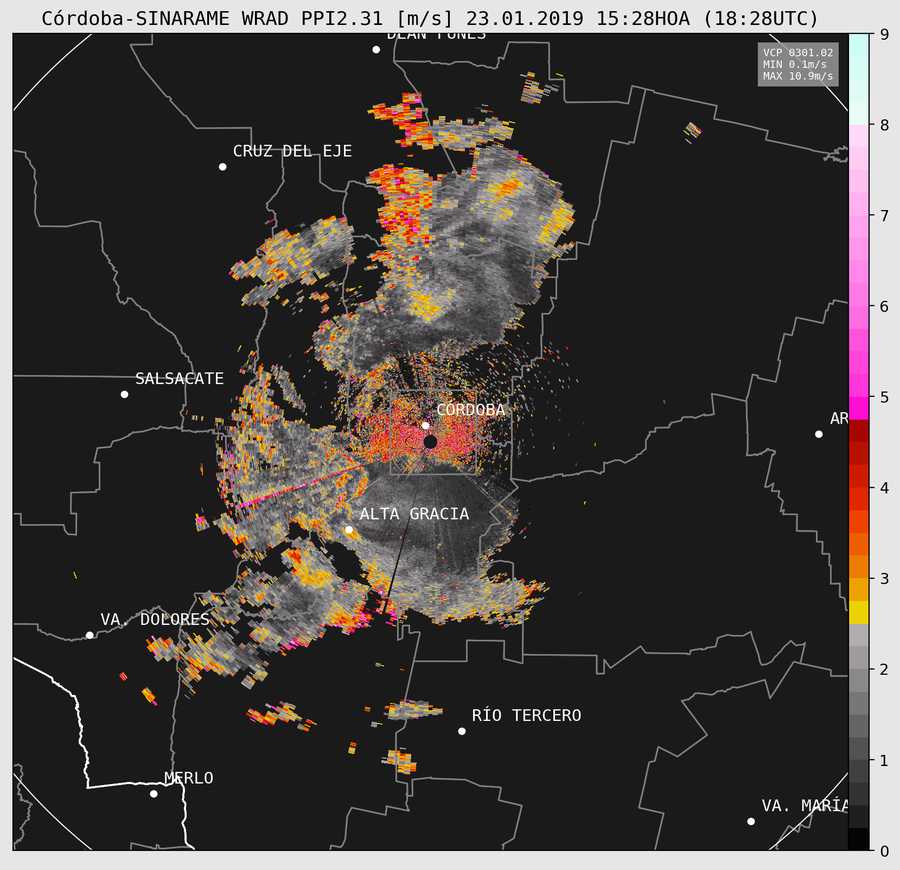 Córdoba-SINARAME WRAD PPI2.31 [m/s] 23.01.2019 15:28HOA (18:28UTC)
DEAN FUNES
VCP 0301.02
MIN 0.1m/s
MAX 10.9m/s
CRUZ DEL EJE
SALSACATE
CÓRDOBA
AR
ALTA GRACIA
VA. DOLORES
RÍO TERCERO
MERLO
VA. MARÍA
9
8
7
6
5
4
3
2
1
0